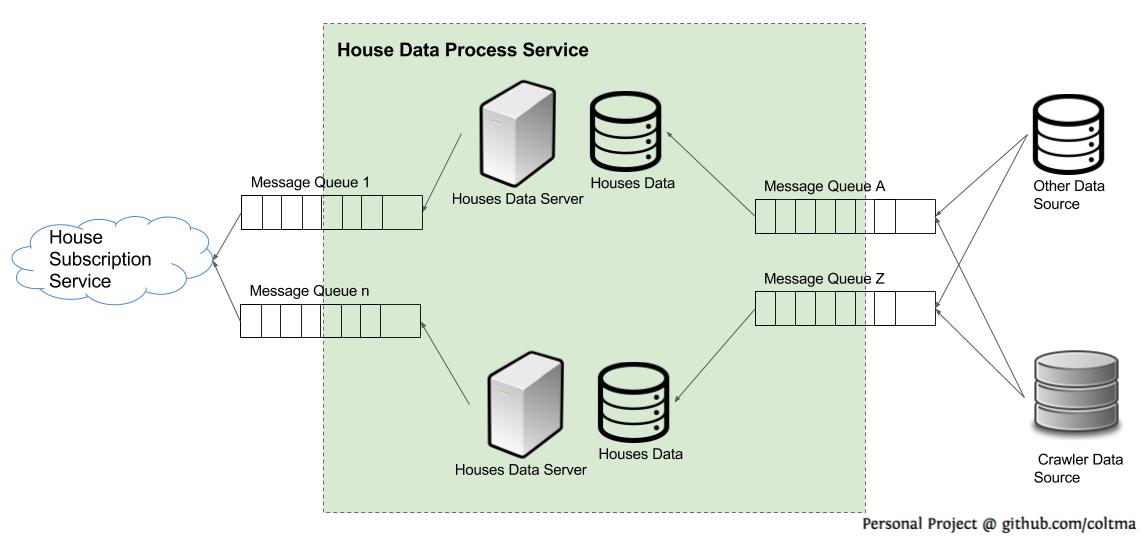 House Data Process Service
Message Queue 1
Houses Data Server
Houses Data
Message Queue A
Other Data
Source
House
Subscription
Service
Message Queue n
Message Queue Z
Houses Data Server
Houses Data
Crawler Data
Source
Personal Project @ github.com/coltma